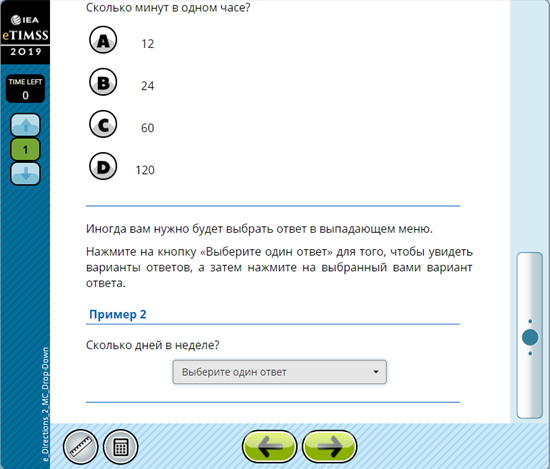 IEA
eTIMSS
2019
TIME LEFT
0
1
e_Directions_2_MC_Drop-Down
Сколько минут в одном часе?
A 12
B 24
C 60
D 120
Иногда вам нужно будет выбрать ответ в выпадающем меню.
Нажмите на кнопку «Выберите один ответ» для того, чтобы увидеть
варианты ответов, а затем нажмите на выбранный вами вариант
ответа.
Пример 2
Сколько дней в неделе?
Выберите один ответ